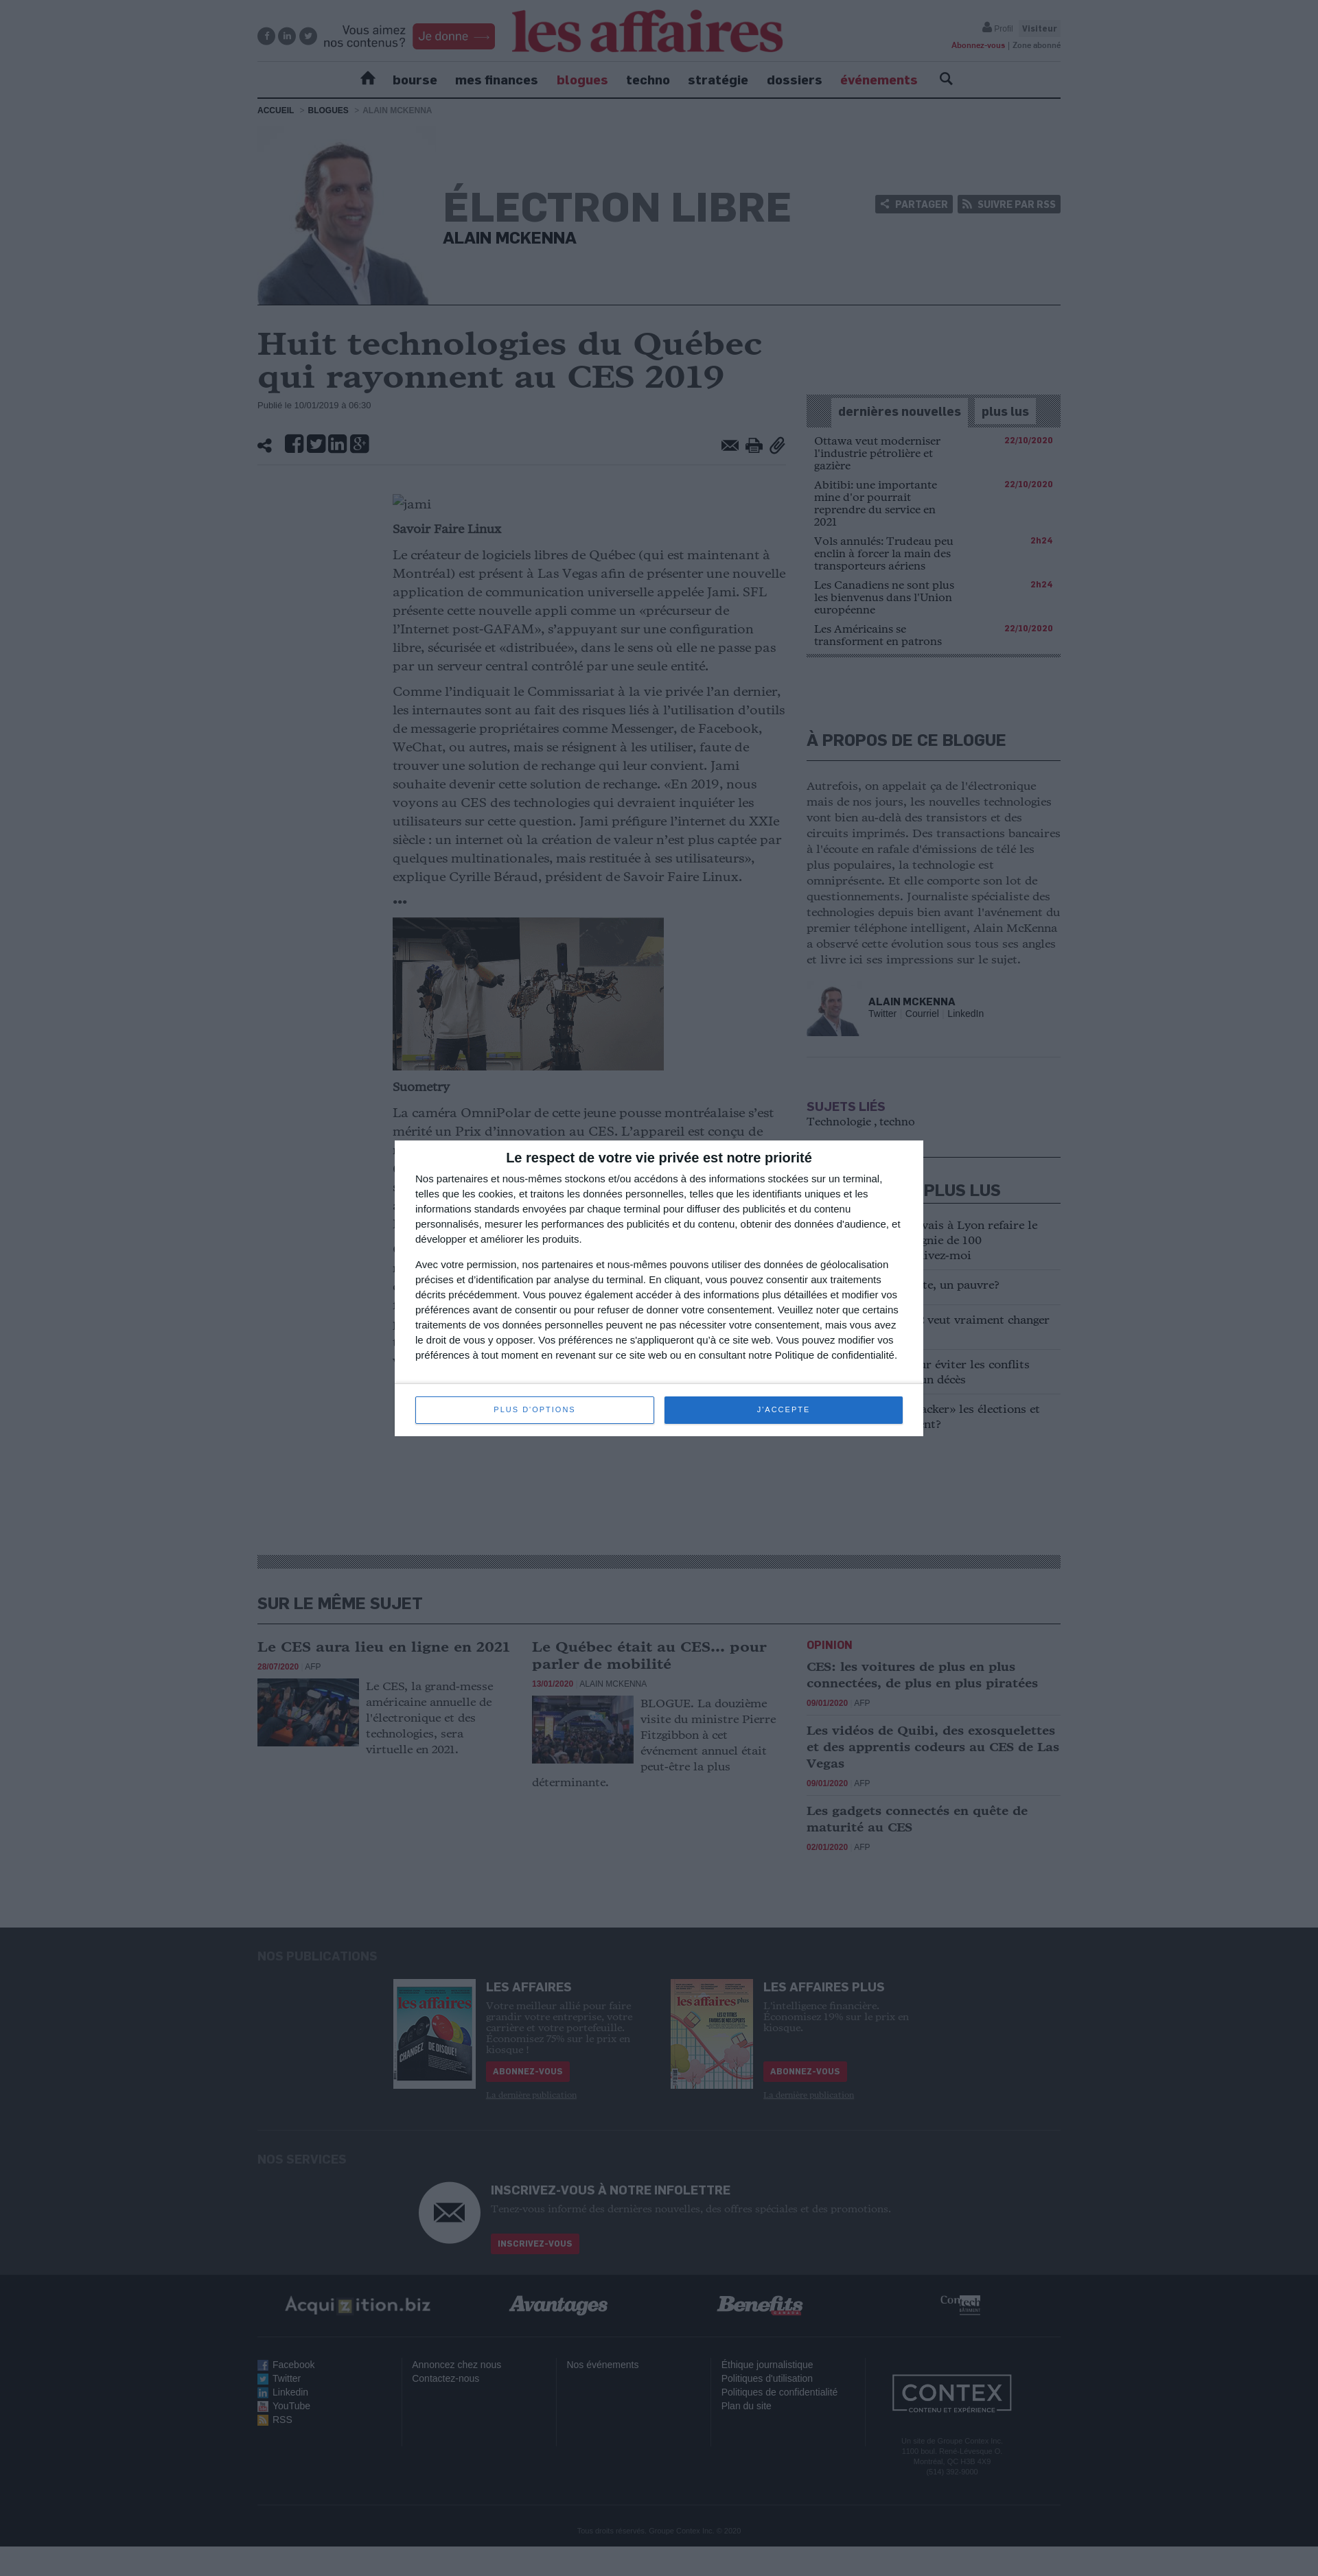 Vous aimez
nos contenus?
Je donne
les affaires
Profil Visiteur
Abonnez-vous | Zone abonné
bourse mes finances blogues techno stratégie dossiers événements
ACCUEIL > BLOGUES > ALAIN MCKENNA
ÉLECTRON LIBRE
ALAIN MCKENNA
PARTAGER SUIVRE PAR RSS
Huit technologies du Québec
qui rayonnent au CES 2019
Publié le 10/01/2019 à 06:30
jami
Savoir Faire Linux
Le créateur de logiciels libres de Québec (qui est maintenant à
Montréal) est présent à Las Vegas afin de présenter une nouvelle
application de communication universelle appelée Jami. SFL
présente cette nouvelle appli comme un «précurseur de
l’Internet post-GAFAM», s’appuyant sur une configuration
libre, sécurisée et «distribuée», dans le sens où elle ne passe pas
par un serveur central contrôlé par une seule entité.
Comme l’indiquait le Commissariat à la vie privée l’an dernier,
les internautes sont au fait des risques liés à l’utilisation d’outils
de messagerie propriétaires comme Messenger, de Facebook,
WeChat, ou autres, mais se résignent à les utiliser, faute de
trouver une solution de rechange qui leur convient. Jami
souhaite devenir cette solution de rechange. «En 2019, nous
voyons au CES des technologies qui devraient inquiéter les
utilisateurs sur cette question. Jami préfigure l’internet du XXIe
siècle : un internet où la création de valeur n’est plus captée par
quelques multinationales, mais restituée à ses utilisateurs»,
explique Cyrille Béraud, président de Savoir Faire Linux.
•••
Suometry
La caméra OmniPolar de cette jeune pousse montréalaise s’est
mérité un Prix d’innovation au CES. L’appareil est conçu de
dernières nouvelles plus lus
Ottawa veut moderniser 22/10/2020
l'industrie pétrolière et
gazière
Abitibi: une importante 22/10/2020
mine d'or pourrait
reprendre du service en
2021
Vols annulés: Trudeau peu 2h24
enclin à forcer la main des
transporteurs aériens
Les Canadiens ne sont plus 2h24
les bienvenus dans l'Union
européenne
Les Américains se 22/10/2020
transforment en patrons
À PROPOS DE CE BLOGUE
Autrefois, on appelait ça de l'électronique
mais de nos jours, les nouvelles technologies
vont bien au-delà des transistors et des
circuits imprimés. Des transactions bancaires
à l'écoute en rafale d'émissions de télé les
plus populaires, la technologie est
omniprésente. Et elle comporte son lot de
questionnements. Journaliste spécialiste des
technologies depuis bien avant l'avénement du
premier téléphone intelligent, Alain McKenna
a observé cette évolution sous tous ses angles
et livre ici ses impressions sur le sujet.
ALAIN MCKENNA
Twitter Courriel LinkedIn
SUJETS LIÉS
Technologie , techno
PLUS LUS
à Lyon refaire le
de 100
te, un pauvre?
veut vraiment changer
éviter les conflits
décès
les élections et
Le respect de votre vie privée est notre priorité
Nos partenaires et nous-mêmes stockons et/ou accédons à des informations stockées sur un terminal,
telles que les cookies, et traitons les données personnelles, telles que les identifiants uniques et les
informations standards envoyées par chaque terminal pour diffuser des publicités et du contenu
personnalisés, mesurer les performances des publicités et du contenu, obtenir des données d'audience, et
développer et améliorer les produits.
Avec votre permission, nos partenaires et nous-mêmes pouvons utiliser des données de géolocalisation
précises et d’identification par analyse du terminal. En cliquant, vous pouvez consentir aux traitements
décrits précédemment. Vous pouvez également accéder à des informations plus détaillées et modifier vos
préférences avant de consentir ou pour refuser de donner votre consentement. Veuillez noter que certains
traitements de vos données personnelles peuvent ne pas nécessiter votre consentement, mais vous avez
le droit de vous y opposer. Vos préférences ne s'appliqueront qu’à ce site web. Vous pouvez modifier vos
préférences à tout moment en revenant sur ce site web ou en consultant notre Politique de confidentialité.
PLUS D'OPTIONS J'ACCEPTE
SUR LE MÊME SUJET
Le CES aura lieu en ligne en 2021
28/07/2020 | AFP
Le CES, la grand-messe
américaine annuelle de
l'électronique et des
technologies, sera
virtuelle en 2021.
Le Québec était au CES... pour
parler de mobilité
13/01/2020 | ALAIN MCKENNA
BLOGUE. La douzième
visite du ministre Pierre
Fitzgibbon à cet
événement annuel était
peut-être la plus
déterminante.
OPINION
CES: les voitures de plus en plus
connectées, de plus en plus piratées
09/01/2020 | AFP
Les vidéos de Quibi, des exosquelettes
et des apprentis codeurs au CES de Las
Vegas
09/01/2020 | AFP
Les gadgets connectés en quête de
maturité au CES
02/01/2020 | AFP
NOS PUBLICATIONS
les affaires
CHANGEZ DE DISQUE!
LES AFFAIRES
Votre meilleur allié pour faire
grandir votre entreprise, votre
carrière et votre portefeuille.
Économisez 75% sur le prix en
kiosque !
ABONNEZ-VOUS
La dernière publication
les affaires plus
LES AFFAIRES PLUS
L'intelligence financière.
Économisez 19% sur le prix en
kiosque.
ABONNEZ-VOUS
La dernière publication
NOS SERVICES
INSCRIVEZ-VOUS À NOTRE INFOLETTRE
Tenez-vous informé des dernières nouvelles, des offres spéciales et des promotions.
INSCRIVEZ-VOUS
Acquizition.biz Avantages Benefits CANADA Contech
Facebook
Twitter
Linkedin
YouTube
RSS
Annoncez chez nous
Contactez-nous
Nos événements
Éthique journalistique
Politiques d'utilisation
Politiques de confidentialité
Plan du site
CONTEX
CONTENU ET EXPÉRIENCE
Un site de Groupe Contex Inc.
1100 boul. René-Lévesque O.
Montréal, QC H3B 4X9
(514) 392-9000
Tous droits réservés. Groupe Contex Inc. © 2020